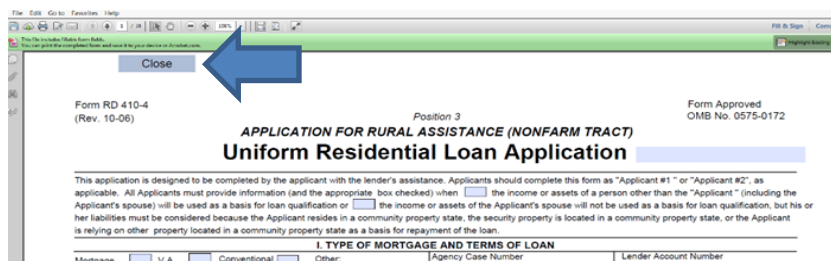 File Edit Go to Favorites Help
1 / 18 100%
Fill & Sign
This file includes fillable form fields.
You can print the completed form and save it to your device or Acrobat.com.
Highlight Existing
Close
Form RD 410-4
(Rev. 10-06)
Position 3
Form Approved
OMB No. 0575-0172
APPLICATION FOR RURAL ASSISTANCE (NONFARM TRACT)
Uniform Residential Loan Application
This application is designed to be completed by the applicant with the lender's assistance. Applicants should complete this form as "Applicant #1 " or "Applicant #2", as
applicable. All Applicants must provide information (and the appropriate box checked) when the income or assets of a person other than the "Applicant " (including the
Applicant's spouse) will be used as a basis for loan qualification or the income or assets of the Applicant's spouse will not be used as a basis for loan qualification, but his or
her liabilities must be considered because the Applicant resides in a community property state, the security property is located in a community property state, or the Applicant
is relying on other property located in a community property state as a basis for repayment of the loan.
I. TYPE OF MORTGAGE AND TERMS OF LOAN
Mortgage V.A. Conventional Other: Agency Case Number Lender Account Number